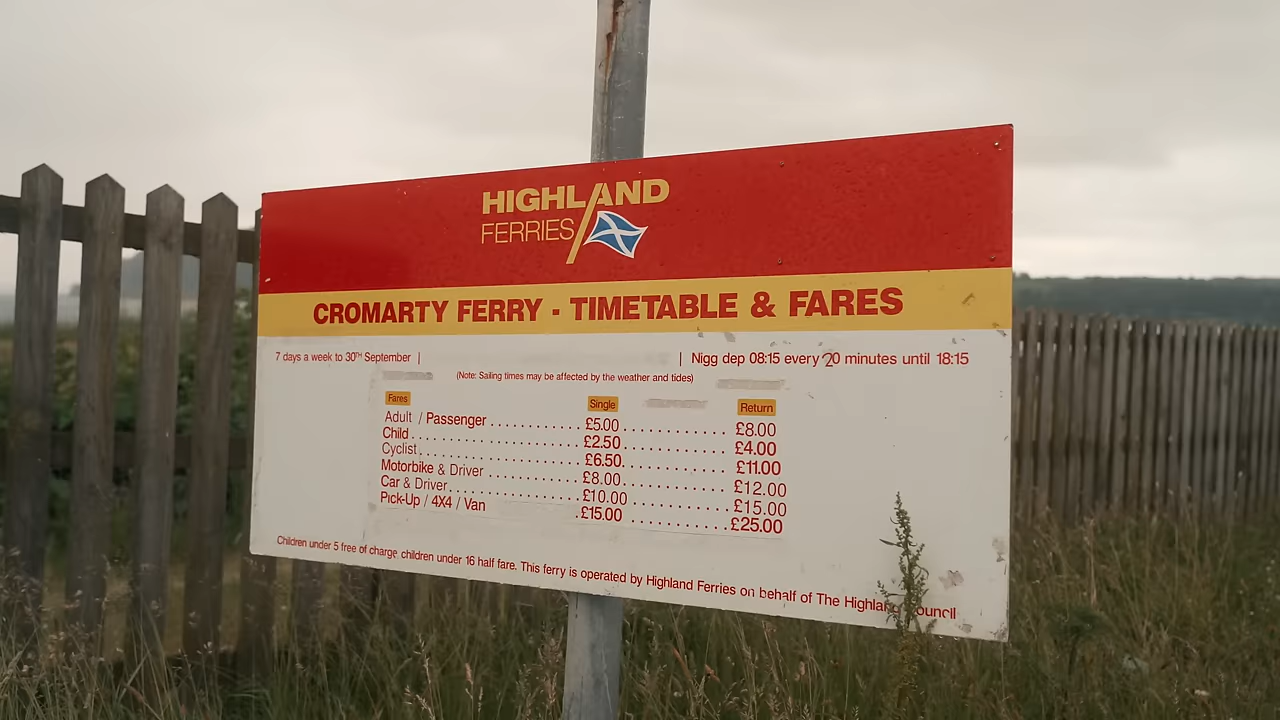 HIGHLAND
FERRIES
CROMARTY FERRY - TIMETABLE & FARES
7 days a week to 30TH September | | Nigg dep 08:15 every 20 minutes until 18:15
(Note: Sailing times may be affected by the weather and tides)
Fares Single Return
Adult / Passenger .......... £5.00 .......... £8.00
Child .......... £2.50 .......... £4.00
Cyclist .......... £6.50 .......... £11.00
Motorbike & Driver .......... £8.00 .......... £12.00
Car & Driver .......... £10.00 .......... £15.00
Pick-Up / 4X4 / Van . £15.00 .......... £25.00
Children under 5 free of charge children under 16 half fare. This ferry is operated by Highland Ferries on behalf of The Highland ouncil